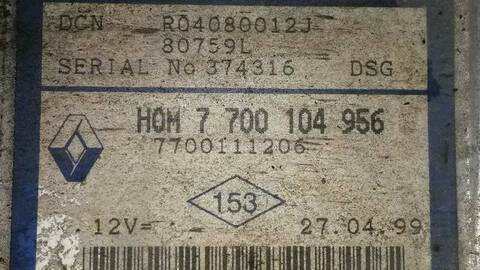 DCN R04080012J
80759L
SERIAL No 374316 DSG
HOM 7 700 104 956
7700111206
153
12V= 27.04.99